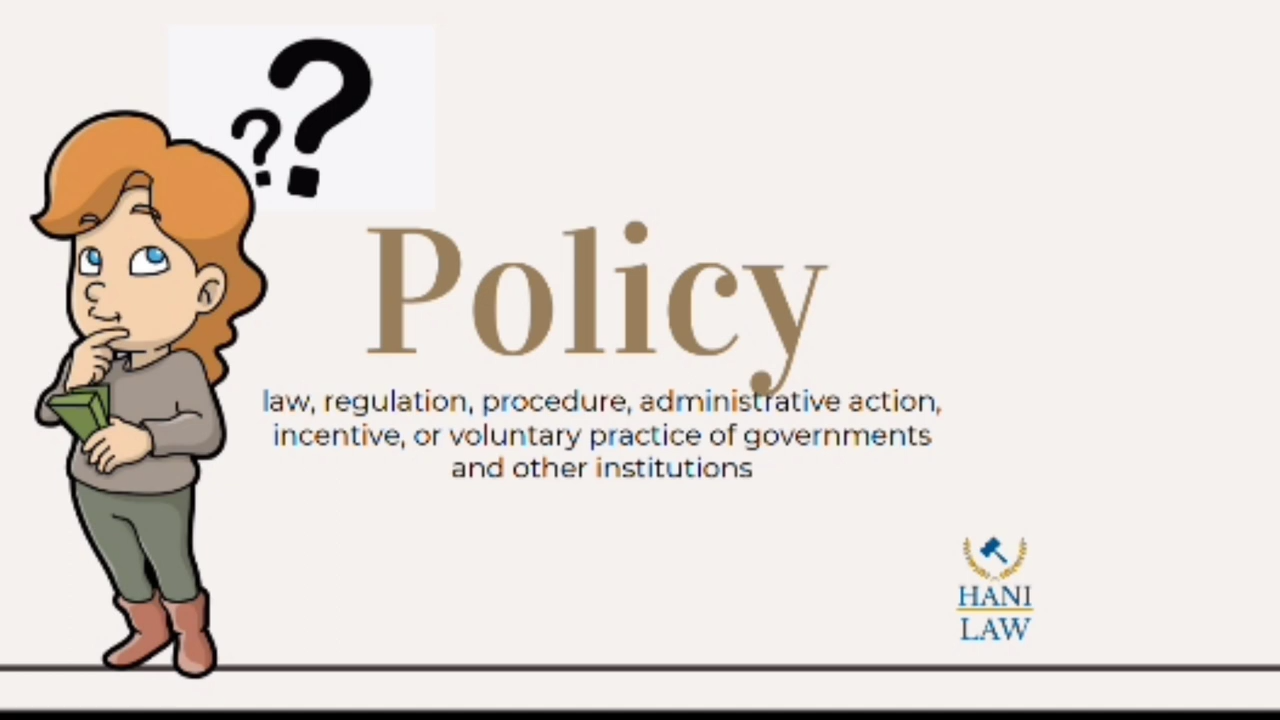 ??
Policy
law, regulation, procedure, administrative action,
incentive, or voluntary practice of governments
and other institutions
HANI
LAW